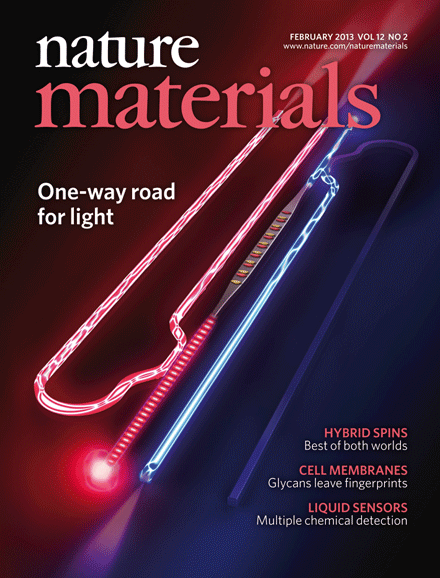 FEBRUARY 2013 VOL 12 NO 2
www.nature.com/naturematerials
nature
materials
One-way road
for light
HYBRID SPINS
Best of both worlds
CELL MEMBRANES
Glycans leave fingerprints
LIQUID SENSORS
Multiple chemical detection